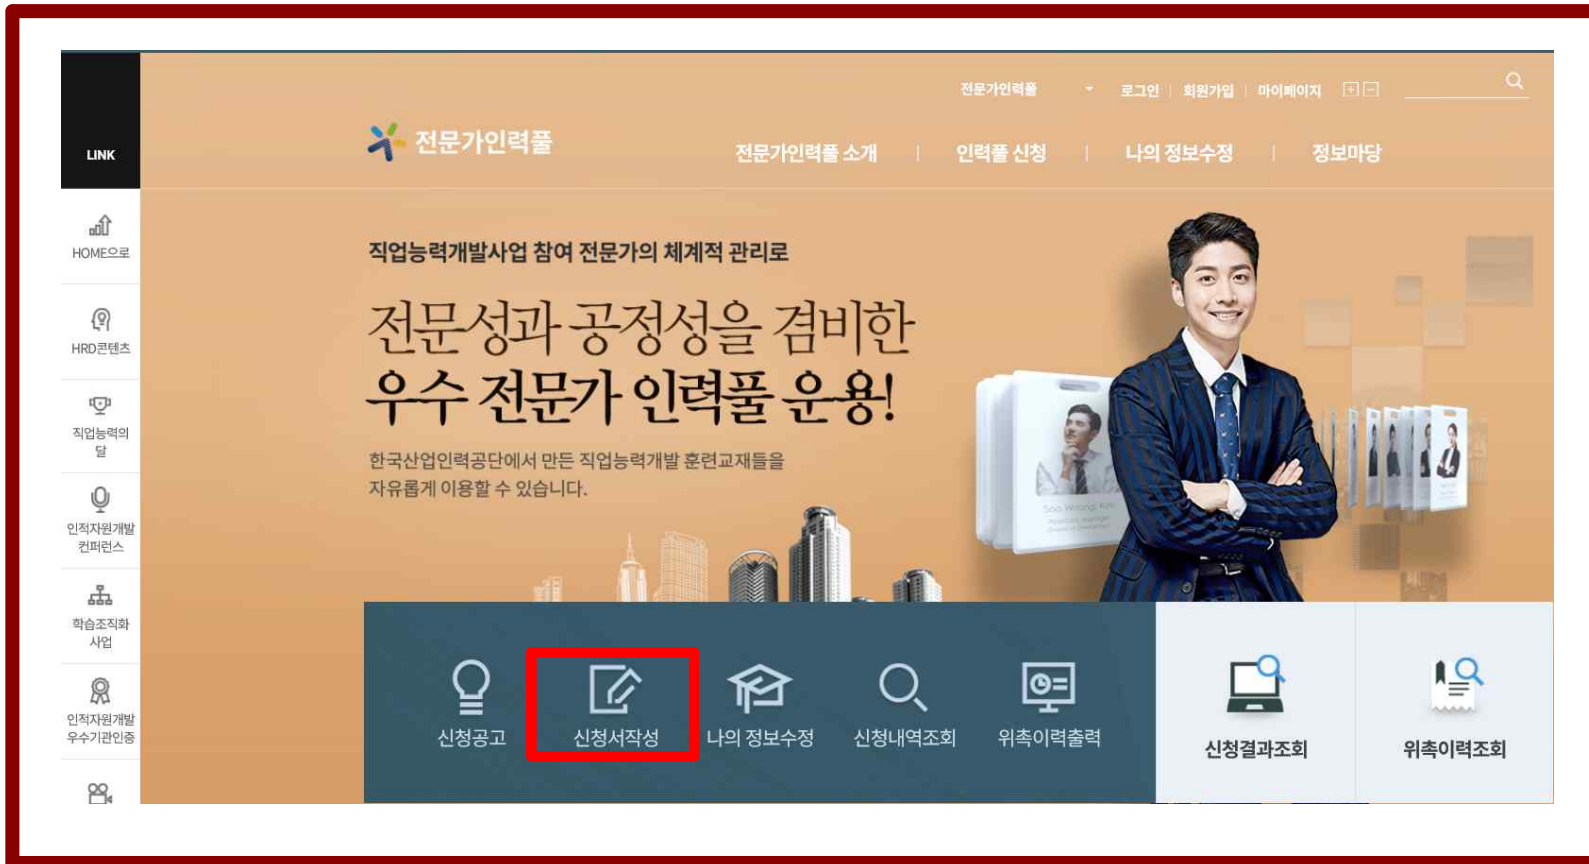 전문가인력풀
로그인 | 회원가입 | 마이페이지
LINK
전문가인력풀
전문가인력풀 소개 | 인력풀 신청 | 나의 정보수정 | 정보마당
HOME으로
HRD콘텐츠
직업능력의
달
인적자원개발
컨퍼런스
학습조직화
사업
인적자원개발
우수기관인증
직업능력개발사업 참여 전문가의 체계적 관리로
전문성과 공정성을 겸비한
우수 전문가 인력풀 운용!
한국산업인력공단에서 만든 직업능력개발 훈련교재들을
자유롭게 이용할 수 있습니다.
신청공고
신청서작성
나의 정보수정
신청내역조회
위촉이력출력
신청결과조회
위촉이력조회